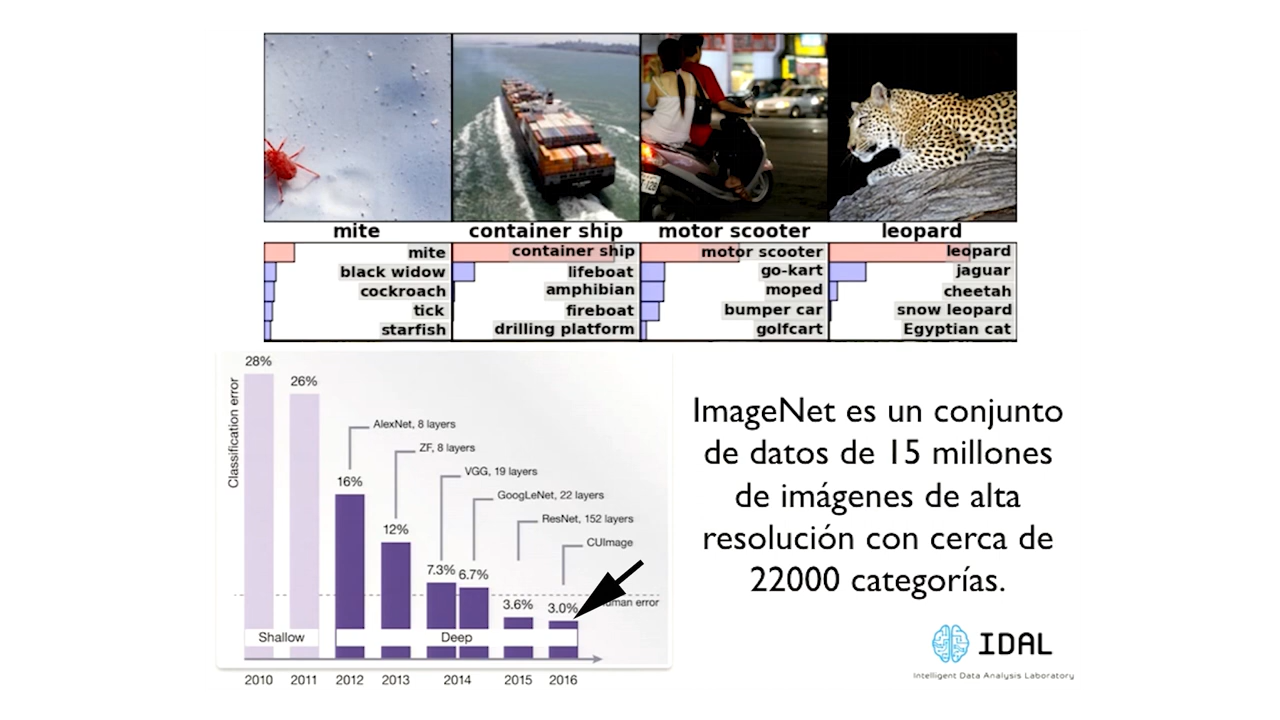 mite
container ship
motor scooter
leopard
mite
black widow
cockroach
tick
starfish
container ship
lifeboat
amphibian
fireboat
drilling platform
motor scooter
go-kart
moped
bumper car
golfcart
leopard
jaguar
cheetah
snow leopard
Egyptian cat
Classification error
28%
26%
16%
12%
7.3%
6.7%
3.6%
3.0%
AlexNet, 8 layers
ZF, 8 layers
VGG, 19 layers
GoogLeNet, 22 layers
ResNet, 152 layers
CUImage
error
Shallow
Deep
2010
2011
2012
2013
2014
2015
2016
ImageNet es un conjunto
de datos de 15 millones
de imágenes de alta
resolución con cerca de
22000 categorías.
IDAL
Intelligent Data Analysis Laboratory